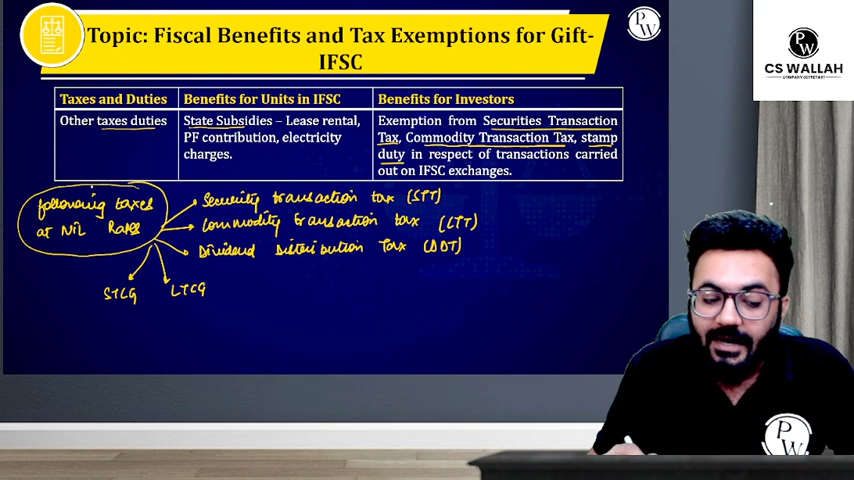 Topic: Fiscal Benefits and Tax Exemptions for Gift-
IFSC
P
W
P
W
CS WALLAH
COMPANY SECRETARY
Taxes and Duties
Benefits for Units in IFSC
Benefits for Investors
Other taxes duties
State Subsidies – Lease rental,
PF contribution, electricity
charges.
Exemption from Securities Transaction
Tax, Commodity Transaction Tax, stamp
duty in respect of transactions carried
out on IFSC exchanges.
following taxes
at NIL Rates
Security transaction tax (STT)
Commodity transaction tax (CTT)
Dividend Distribution Tax (DDT)
STCG
LTCG
P
W